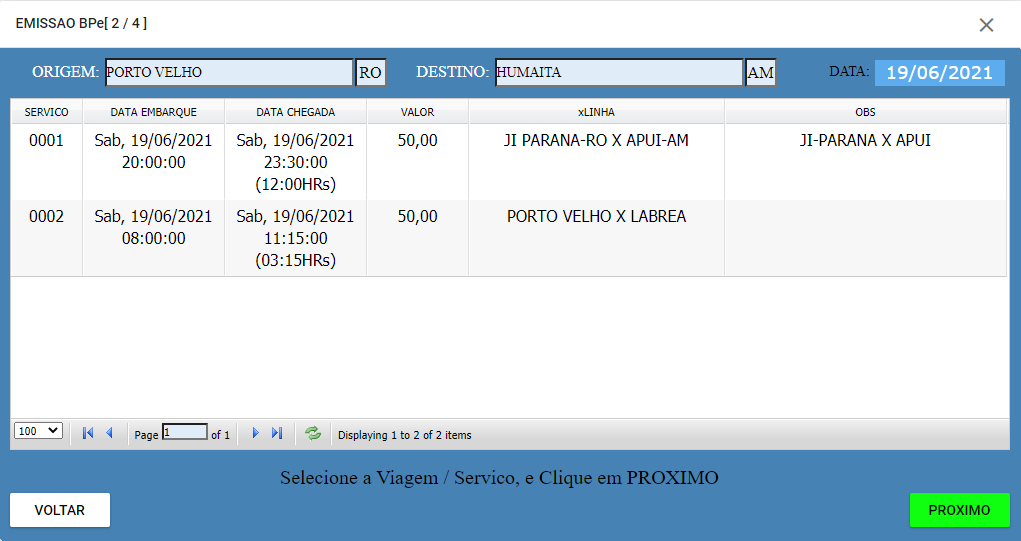 EMISSAO BPe[ 2 / 4 ]
ORIGEM: PORTO VELHO RO DESTINO: HUMAITA AM DATA: 19/06/2021
SERVICO DATA EMBARQUE DATA CHEGADA VALOR xLINHA OBS
0001 Sab, 19/06/2021 Sab, 19/06/2021 50,00 JI PARANA-RO X APUI-AM JI-PARANA X APUI
20:00:00 23:30:00
(12:00HRs)
0002 Sab, 19/06/2021 Sab, 19/06/2021 50,00 PORTO VELHO X LABREA
08:00:00 11:15:00
(03:15HRs)
100 Page 1 of 1 Displaying 1 to 2 of 2 items
Selecione a Viagem / Servico, e Clique em PROXIMO
VOLTAR PROXIMO